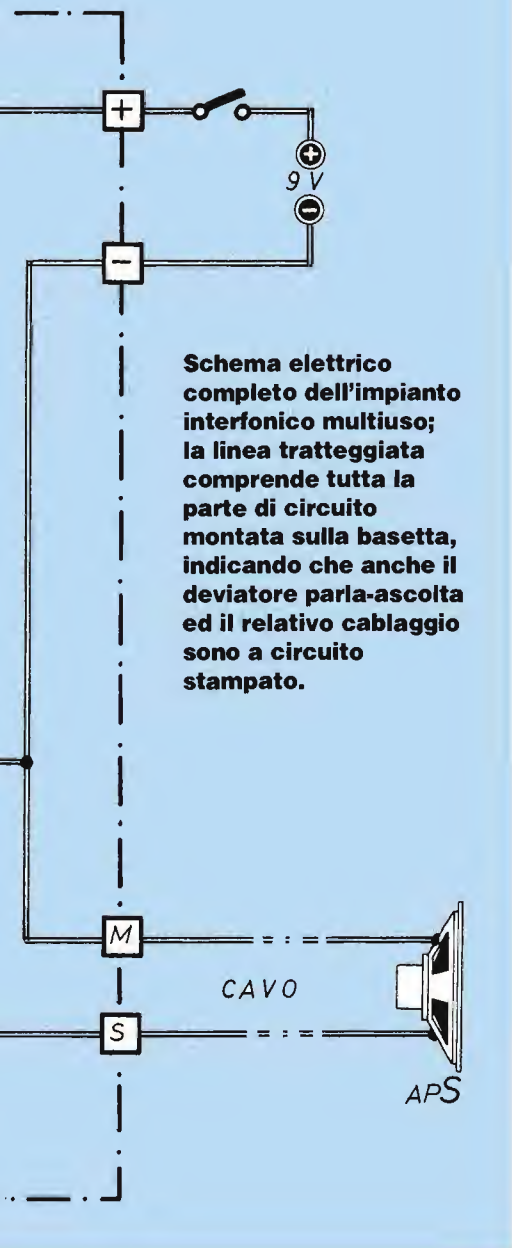 +
+
9 V
−
−
Schema elettrico
completo dell'impianto
interfonico multiuso;
la linea tratteggiata
comprende tutta la
parte di circuito
montata sulla basetta,
indicando che anche il
deviatore parla-ascolta
ed il relativo cablaggio
sono a circuito
stampato.
M
CAVO
S
APS